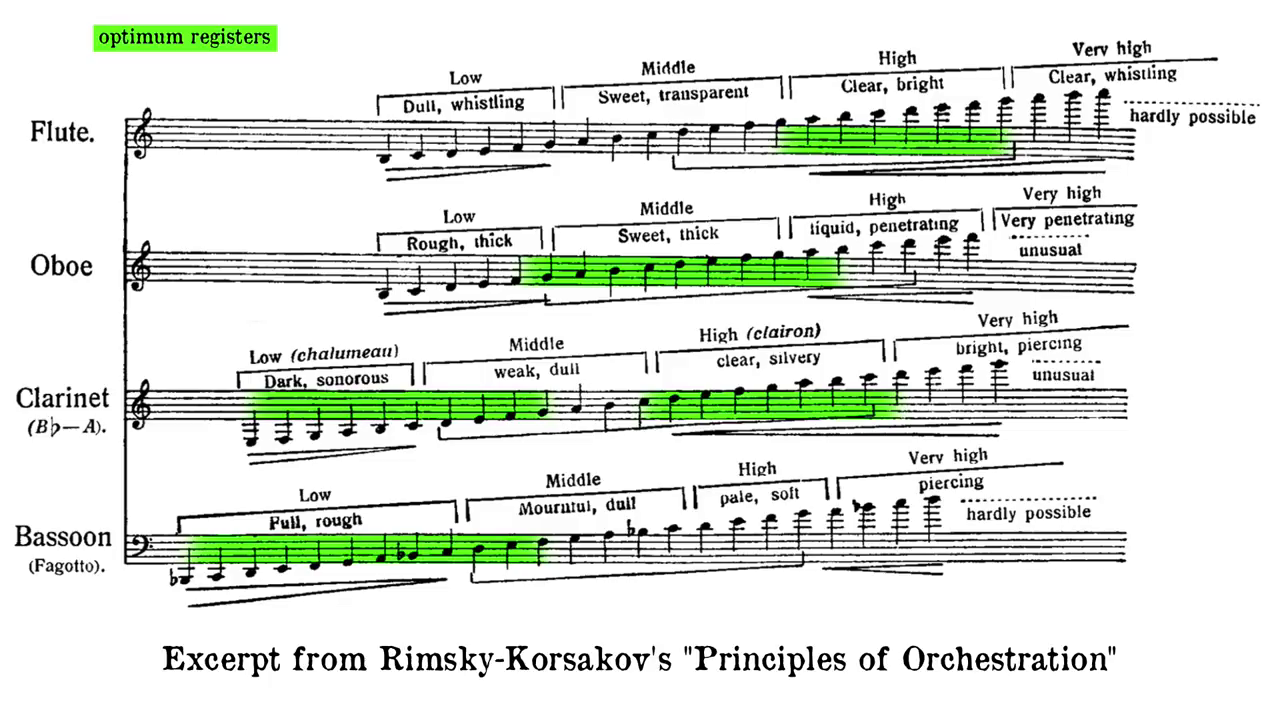 optimum registers
Low Middle High Very high
Dull, whistling Sweet, transparent Clear, bright Clear, whistling
Flute. hardly possible
Low Middle High Very high
Rough, thick Sweet, thick liquid, penetrating Very penetrating
Oboe unusual
Low (chalumeau) Middle High (clairon) Very high
Dark, sonorous weak, dull clear, silvery bright, piercing
Clarinet unusual
(B♭—A).
Low Middle High Very high
Full, rough Mournful, dull pale, soft piercing
Bassoon hardly possible
(Fagotto).
Excerpt from Rimsky-Korsakov's "Principles of Orchestration"